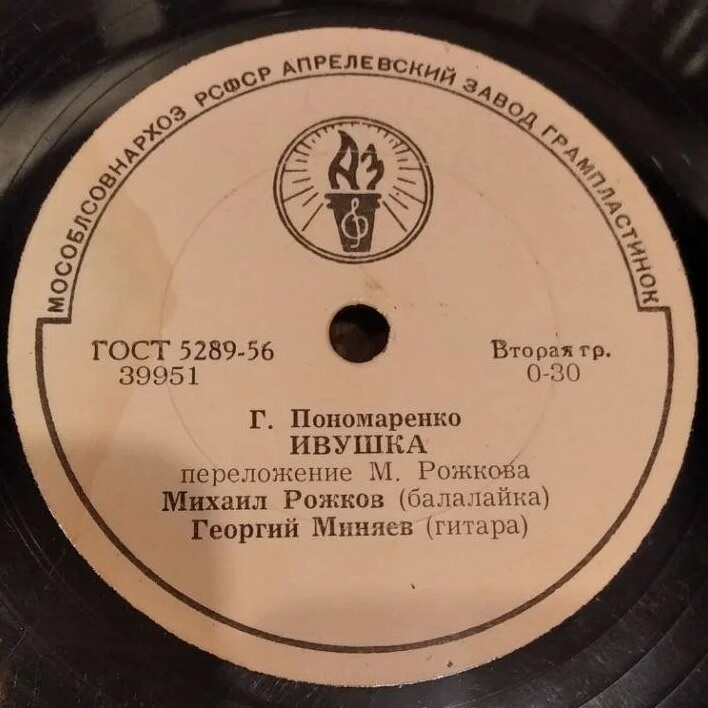 МОСОБЛСОВНАРХОЗ РСФСР АПРЕЛЕВСКИЙ ЗАВОД ГРАМПЛАСТИНОК
АЗ
ГОСТ 5289-56
39951
Вторая гр.
0-30
Г. Пономаренко
ИВУШКА
переложение М. Рожкова
Михаил Рожков (балалайка)
Георгий Миняев (гитара)